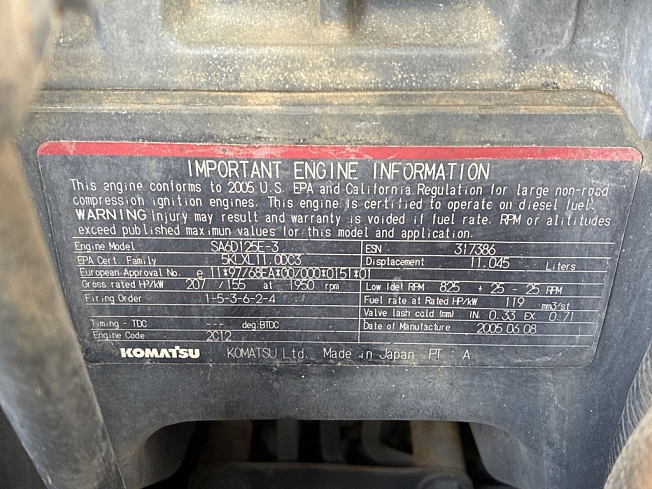 IMPORTANT ENGINE INFORMATION
This engine conforms to 2005 U.S. EPA and California Regulation for large non-road
compression ignition engines. This engine is certified to operate on diesel fuel.
WARNING Injury may result and warranty is voided if fuel rate. RPM or altitudes
exceed published maximum values for this model and application.
Engine Model SA6D125E-3 ESN 317386
EPA Cert. Family 5KLXL11.0DC3 Displacement 11.045 Liters
European Approval No. e 11*97/68EA*00/000*0151*01
Gross rated HP/kW 207 / 155 at 1950 rpm Low Idel RPM 825 + 25 - 25 RPM
Firing Order 1-5-3-6-2-4 Fuel rate at Rated HP/kW 119 mm3/st
Valve lash cold (mm) IN. 0.33 EX. 0.71
Timing - TDC --- deg.BTDC Date of Manufacture 2005.06.08
Engine Code 2C12
KOMATSU KOMATSU Ltd. Made in Japan PT : A